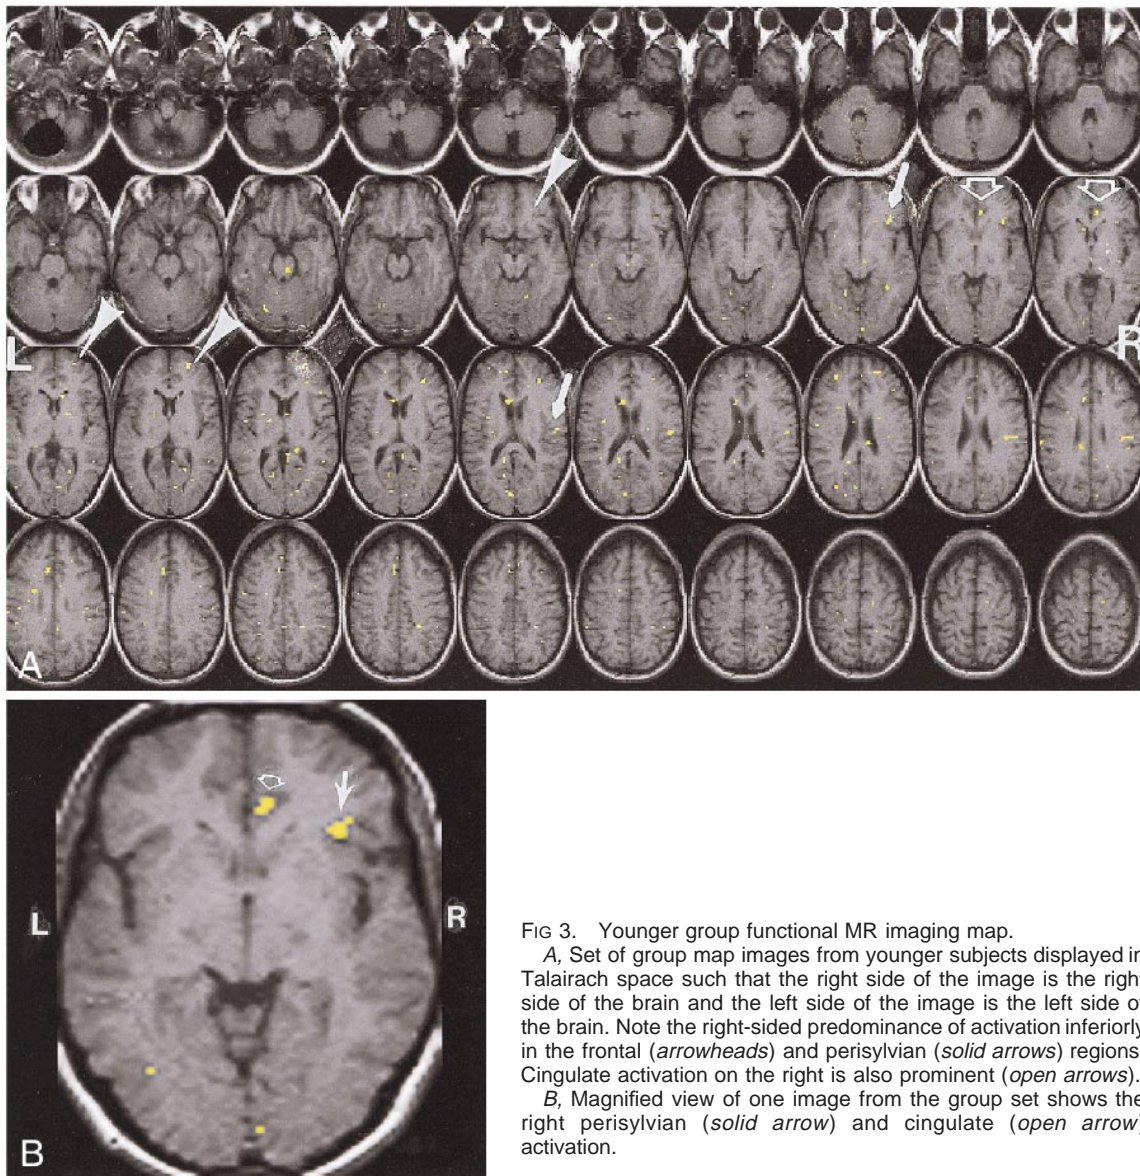 L
R
A
L
R
B
FIG 3. Younger group functional MR imaging map.
A, Set of group map images from younger subjects displayed in
Talairach space such that the right side of the image is the right
side of the brain and the left side of the image is the left side of
the brain. Note the right-sided predominance of activation inferiorly
in the frontal (arrowheads) and perisylvian (solid arrows) regions.
Cingulate activation on the right is also prominent (open arrows).
B, Magnified view of one image from the group set shows the
right perisylvian (solid arrow) and cingulate (open arrow)
activation.